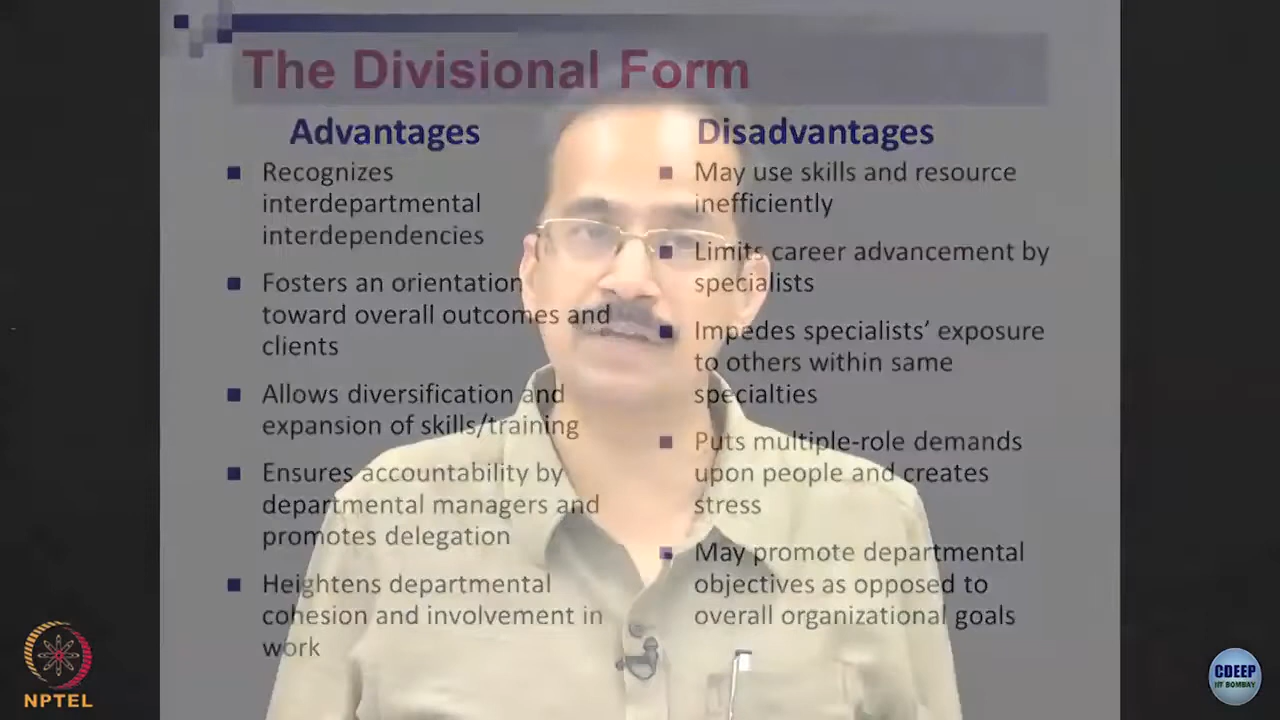 The Divisional Form
Advantages
Recognizes
interdepartmental
interdependencies
Fosters an orientation
toward overall outcomes and
clients
Allows diversification and
expansion of skills/training
Ensures accountability by
departmental managers and
promotes delegation
Heightens departmental
cohesion and involvement in
work
Disadvantages
May use skills and resource
inefficiently
Limits career advancement by
specialists
Impedes specialists’ exposure
to others within same
specialties
Puts multiple-role demands
upon people and creates
stress
May promote departmental
objectives as opposed to
overall organizational goals
NPTEL
CDEEP
IIT BOMBAY